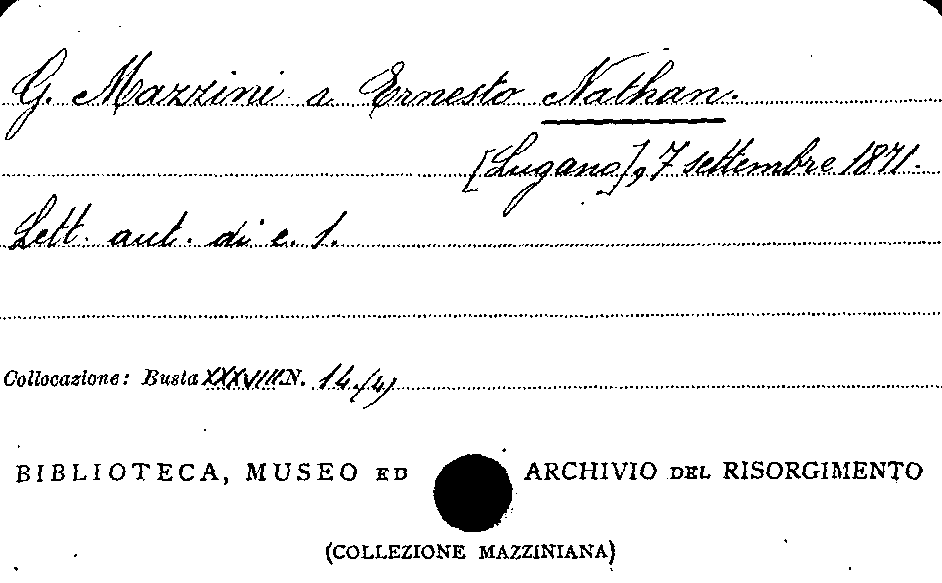 G. Mazzini a Ernesto Nathan.
[Lugano], 7 settembre 1871.
Lett. aut. di c. 1.
Collocazione: Busta XXXVIII N. 14 (4)
BIBLIOTECA, MUSEO ED ARCHIVIO DEL RISORGIMENTO
(COLLEZIONE MAZZINIANA)